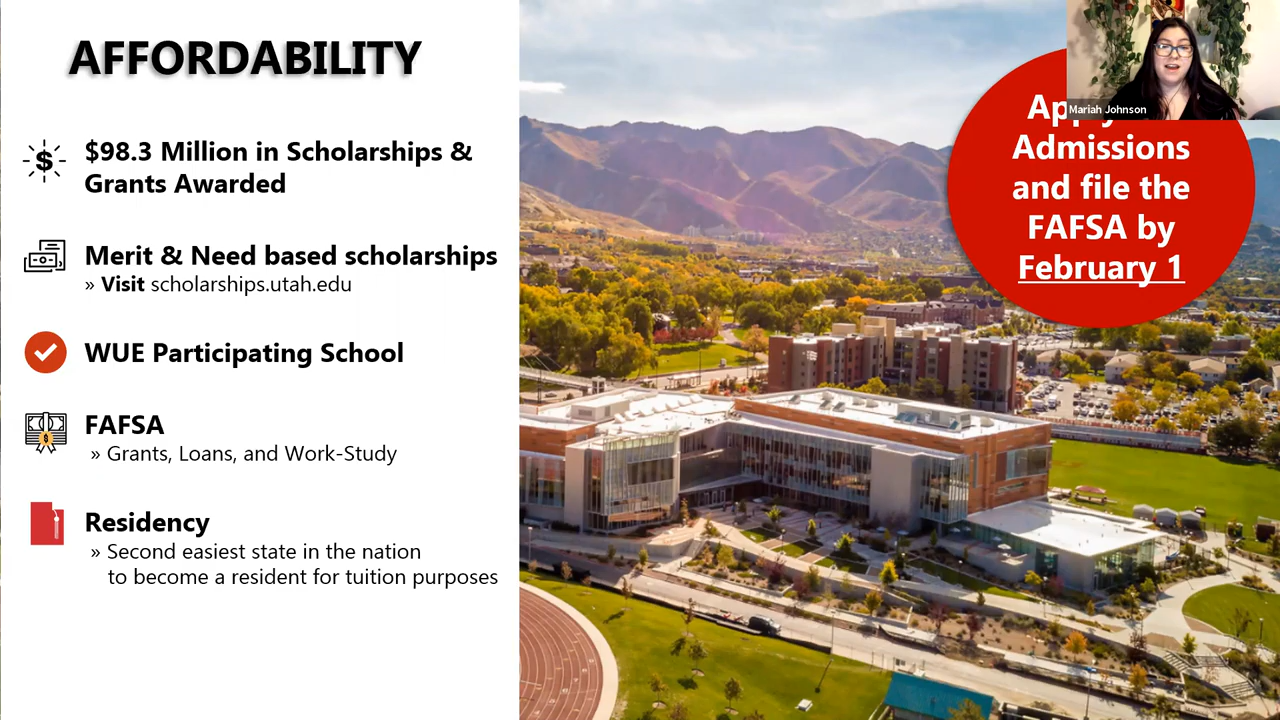 AFFORDABILITY
$98.3 Million in Scholarships &
Grants Awarded
Merit & Need based scholarships
» Visit scholarships.utah.edu
WUE Participating School
FAFSA
» Grants, Loans, and Work-Study
Residency
» Second easiest state in the nation
to become a resident for tuition purposes
Mariah Johnson
Admissions
and file the
FAFSA by
February 1